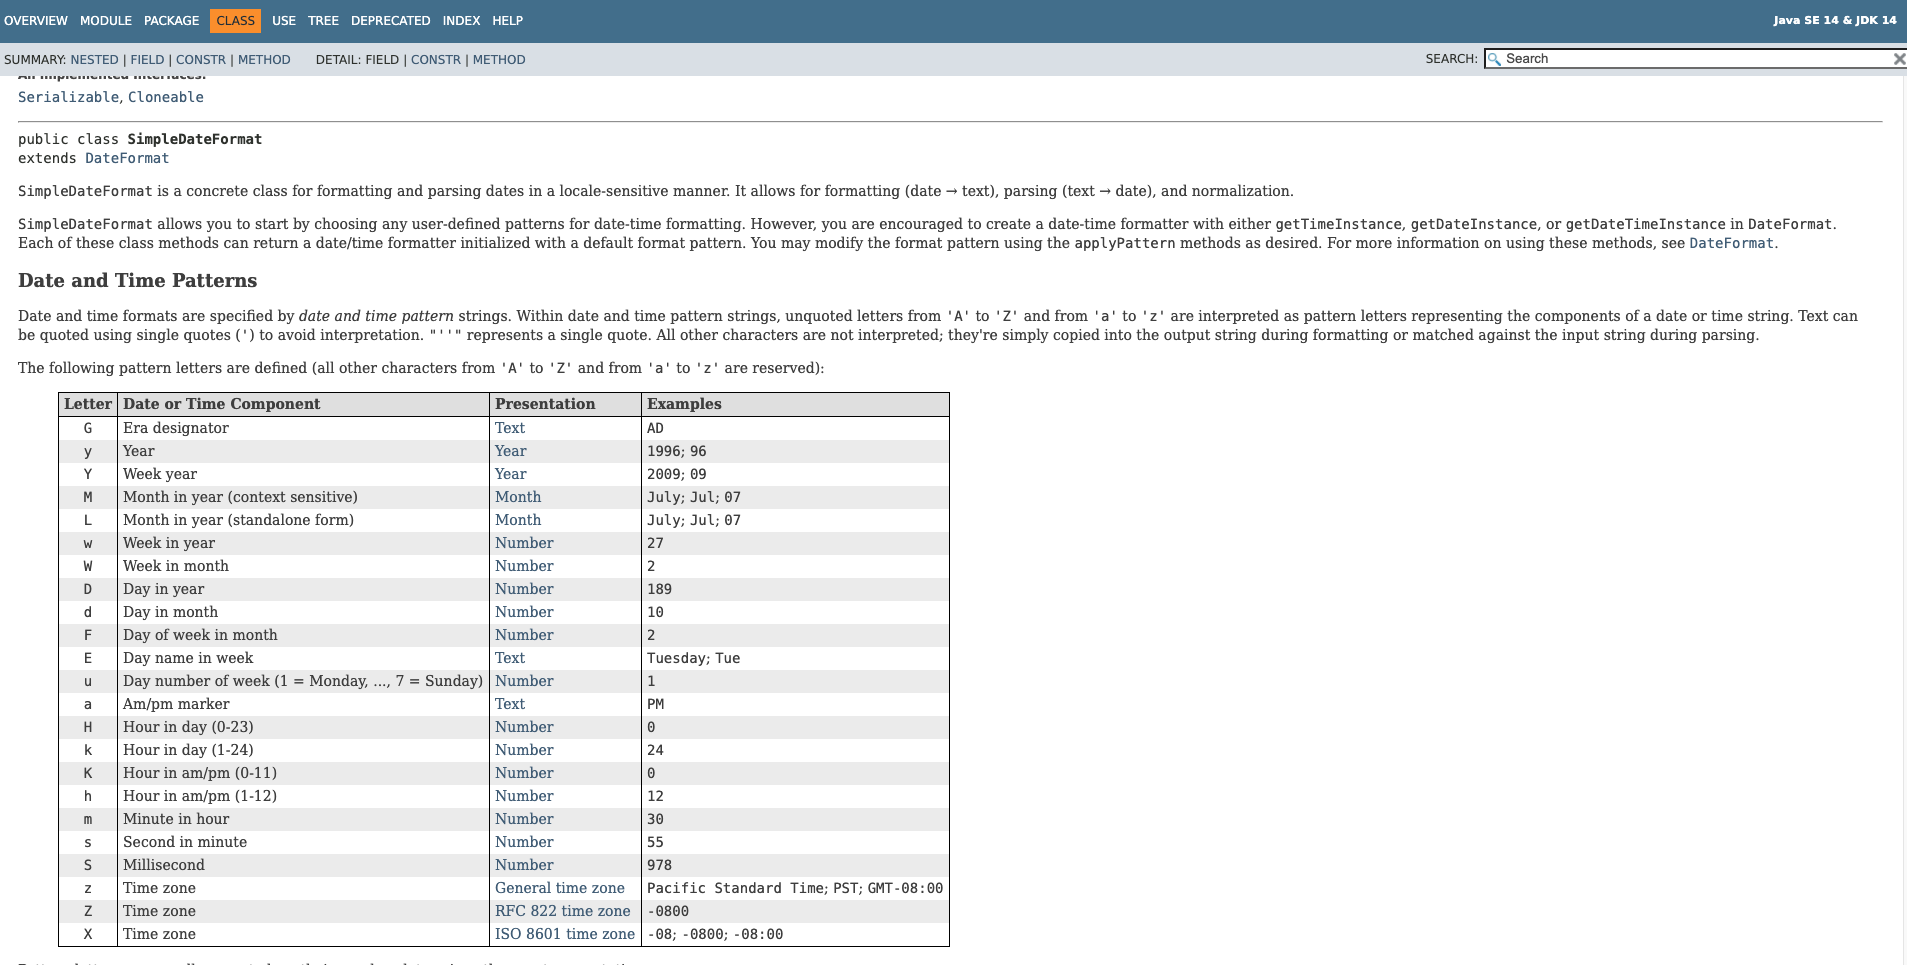 OVERVIEW MODULE PACKAGE CLASS USE TREE DEPRECATED INDEX HELP Java SE 14 & JDK 14
SUMMARY: NESTED | FIELD | CONSTR | METHOD DETAIL: FIELD | CONSTR | METHOD SEARCH: Search
All Implemented Interfaces:
Serializable, Cloneable
public class SimpleDateFormat
extends DateFormat
SimpleDateFormat is a concrete class for formatting and parsing dates in a locale-sensitive manner. It allows for formatting (date → text), parsing (text → date), and normalization.
SimpleDateFormat allows you to start by choosing any user-defined patterns for date-time formatting. However, you are encouraged to create a date-time formatter with either getTimeInstance, getDateInstance, or getDateTimeInstance in DateFormat.
Each of these class methods can return a date/time formatter initialized with a default format pattern. You may modify the format pattern using the applyPattern methods as desired. For more information on using these methods, see DateFormat.
Date and Time Patterns
Date and time formats are specified by date and time pattern strings. Within date and time pattern strings, unquoted letters from 'A' to 'Z' and from 'a' to 'z' are interpreted as pattern letters representing the components of a date or time string. Text can
be quoted using single quotes (') to avoid interpretation. "''" represents a single quote. All other characters are not interpreted; they're simply copied into the output string during formatting or matched against the input string during parsing.
The following pattern letters are defined (all other characters from 'A' to 'Z' and from 'a' to 'z' are reserved):
Letter Date or Time Component Presentation Examples
G Era designator Text AD
y Year Year 1996; 96
Y Week year Year 2009; 09
M Month in year (context sensitive) Month July; Jul; 07
L Month in year (standalone form) Month July; Jul; 07
w Week in year Number 27
W Week in month Number 2
D Day in year Number 189
d Day in month Number 10
F Day of week in month Number 2
E Day name in week Text Tuesday; Tue
u Day number of week (1 = Monday, ..., 7 = Sunday) Number 1
a Am/pm marker Text PM
H Hour in day (0-23) Number 0
k Hour in day (1-24) Number 24
K Hour in am/pm (0-11) Number 0
h Hour in am/pm (1-12) Number 12
m Minute in hour Number 30
s Second in minute Number 55
S Millisecond Number 978
z Time zone General time zone Pacific Standard Time; PST; GMT-08:00
Z Time zone RFC 822 time zone -0800
X Time zone ISO 8601 time zone -08; -0800; -08:00